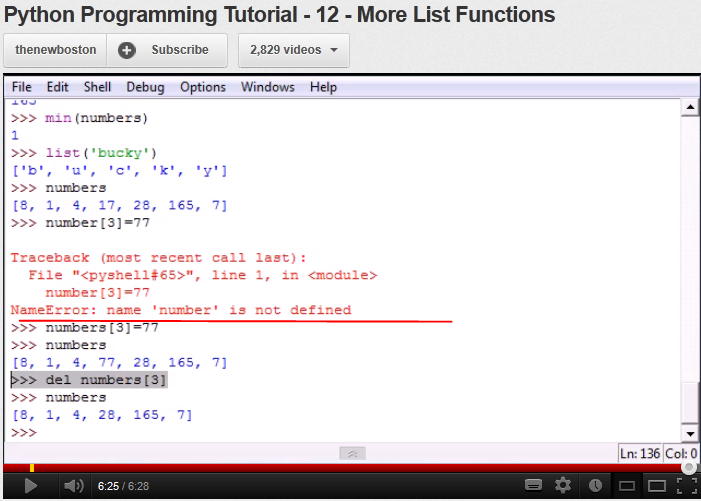 Python Programming Tutorial - 12 - More List Functions
thenewboston Subscribe 2,829 videos
File Edit Shell Debug Options Windows Help
165
>>> min(numbers)
1
>>> list('bucky')
['b', 'u', 'c', 'k', 'y']
>>> numbers
[8, 1, 4, 17, 28, 165, 7]
>>> number[3]=77
Traceback (most recent call last):
File "<pyshell#65>", line 1, in <module>
number[3]=77
NameError: name 'number' is not defined
>>> numbers[3]=77
>>> numbers
[8, 1, 4, 77, 28, 165, 7]
>>> del numbers[3]
>>> numbers
[8, 1, 4, 28, 165, 7]
>>>
Ln: 136 Col: 0
6:25 / 6:28